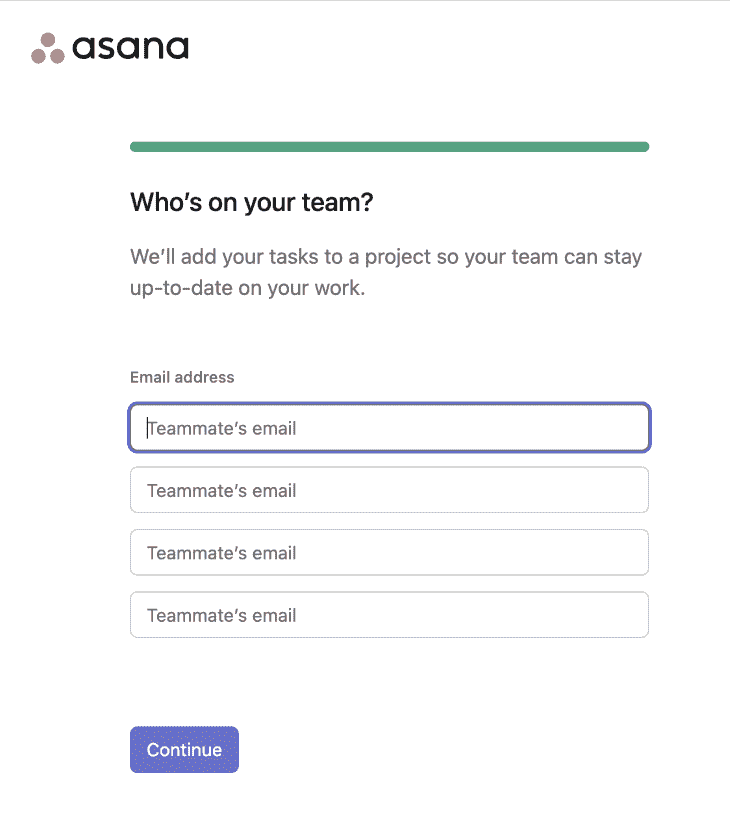 asana
Who’s on your team?
We’ll add your tasks to a project so your team can stay
up-to-date on your work.
Email address
Teammate’s email
Teammate’s email
Teammate’s email
Teammate’s email
Continue